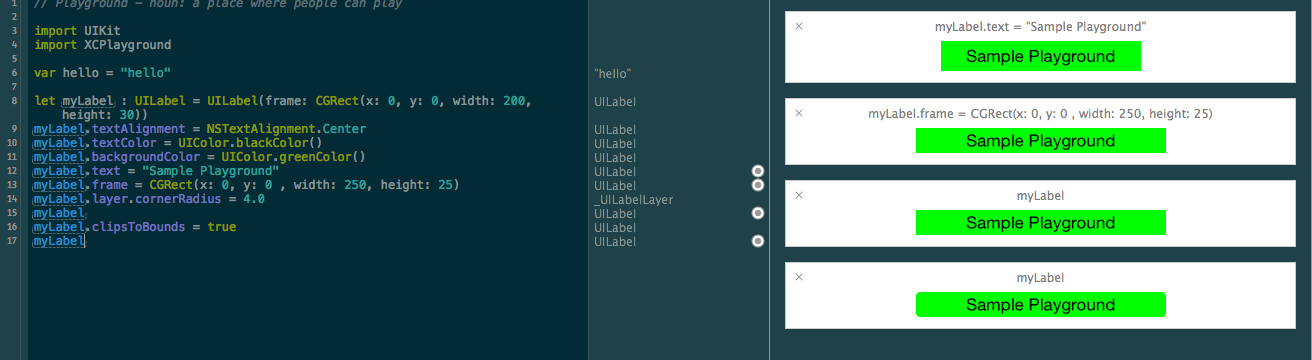 1 // Playground - noun: a place where people can play
2
3 import UIKit
4 import XCPlayground
5
6 var hello = "hello"
7
8 let myLabel : UILabel = UILabel(frame: CGRect(x: 0, y: 0, width: 200,
height: 30))
9 myLabel.textAlignment = NSTextAlignment.Center
10 myLabel.textColor = UIColor.blackColor()
11 myLabel.backgroundColor = UIColor.greenColor()
12 myLabel.text = "Sample Playground"
13 myLabel.frame = CGRect(x: 0, y: 0 , width: 250, height: 25)
14 myLabel.layer.cornerRadius = 4.0
15 myLabel
16 myLabel.clipsToBounds = true
17 myLabel
"hello"
UILabel
UILabel
UILabel
UILabel
UILabel
UILabel
_UILabelLayer
UILabel
UILabel
UILabel
× myLabel.text = "Sample Playground"
Sample Playground
× myLabel.frame = CGRect(x: 0, y: 0 , width: 250, height: 25)
Sample Playground
× myLabel
Sample Playground
× myLabel
Sample Playground